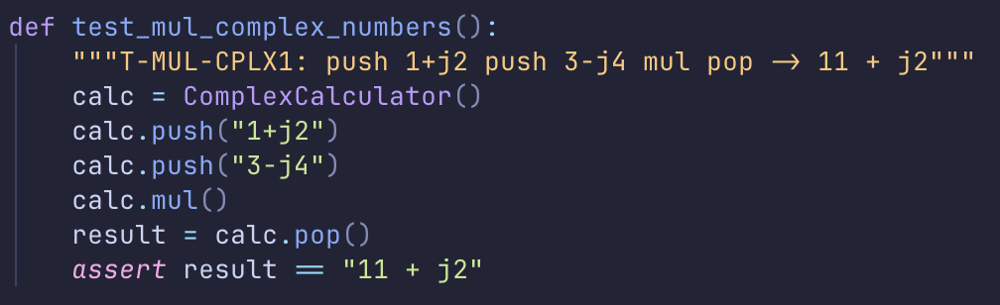 def test_mul_complex_numbers():
    """T-MUL-CPLX1: push 1+j2 push 3-j4 mul pop -> 11 + j2"""
    calc = ComplexCalculator()
    calc.push("1+j2")
    calc.push("3-j4")
    calc.mul()
    result = calc.pop()
    assert result == "11 + j2"